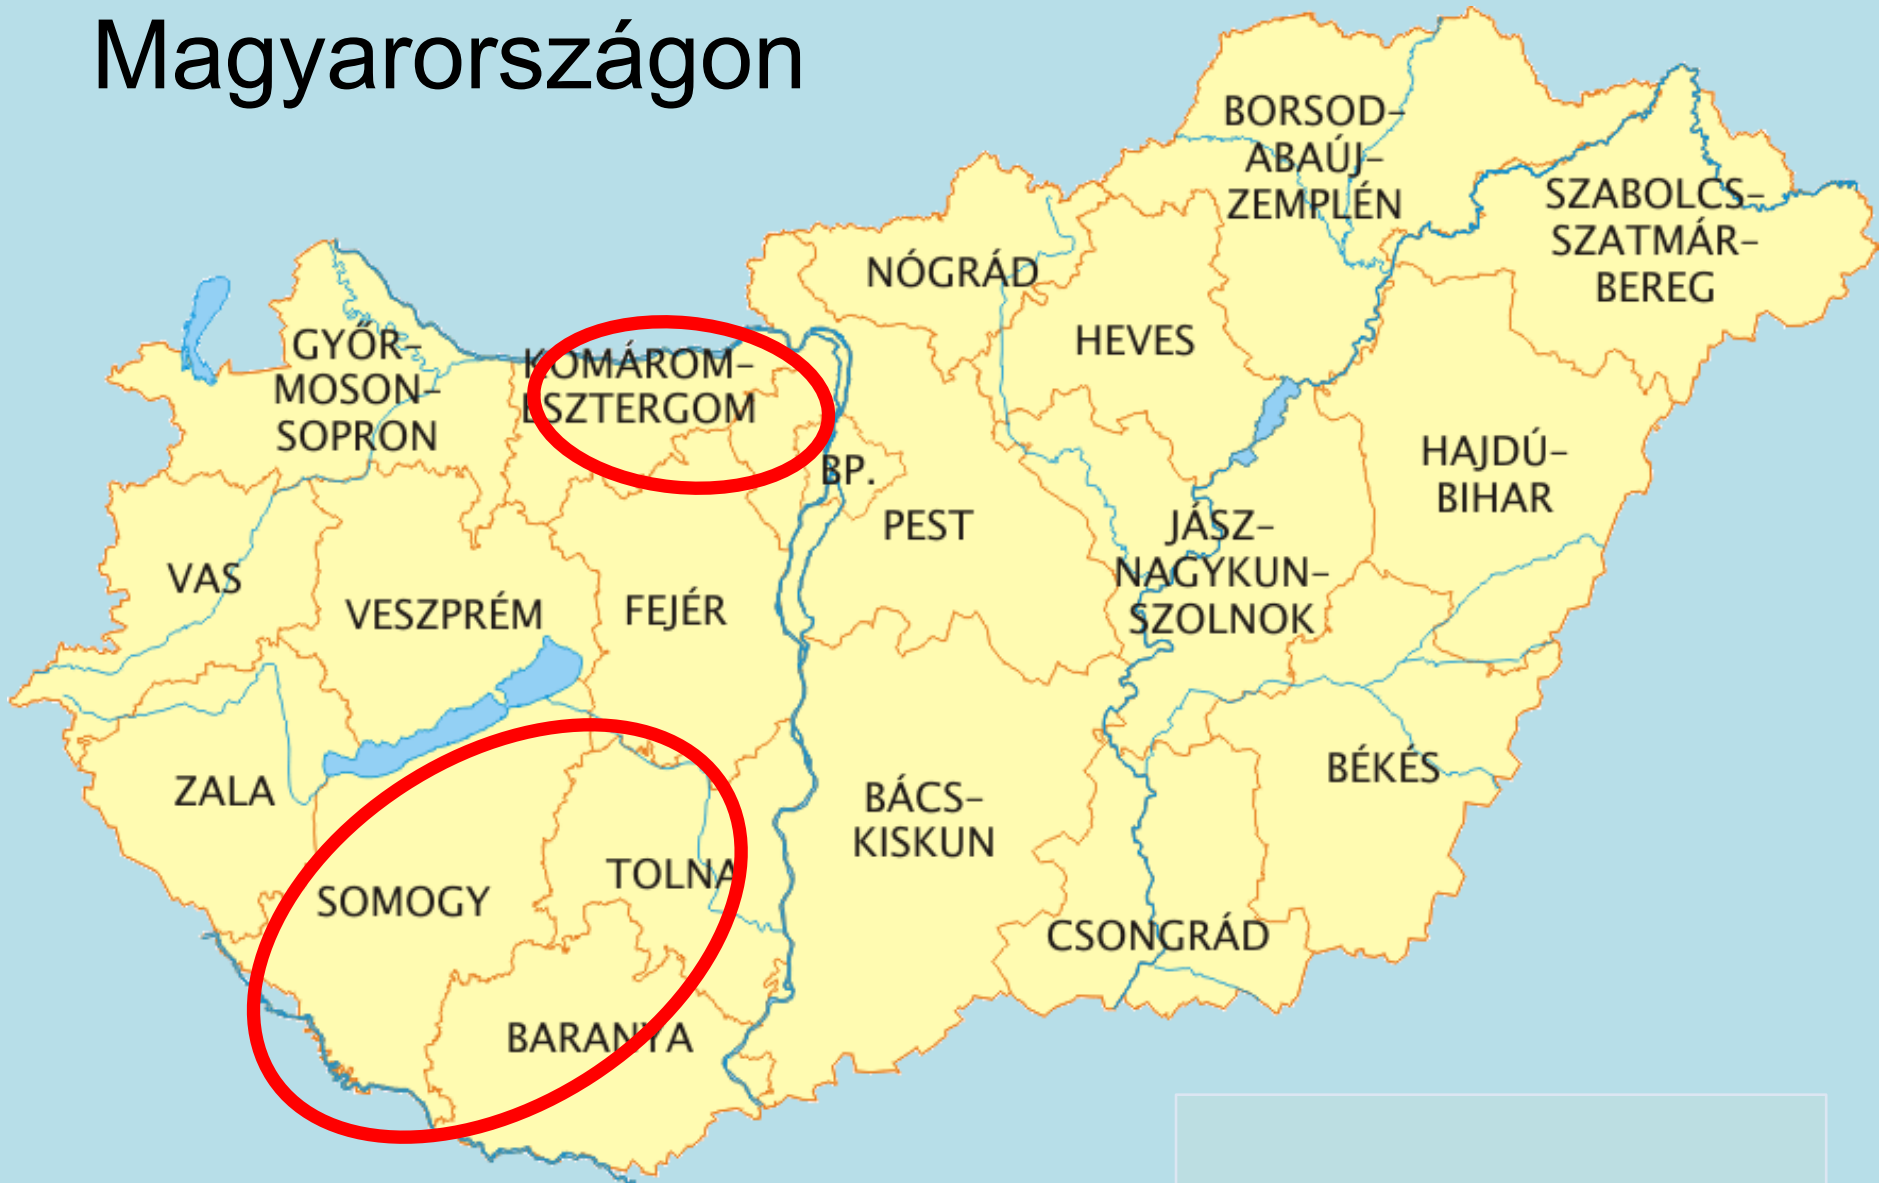 Magyarországon
BORSOD–
ABAÚJ–
ZEMPLÉN
SZABOLCS–
SZATMÁR–
BEREG
NÓGRÁD
HEVES
GYŐR–
MOSON–
SOPRON
KOMÁROM–
ESZTERGOM
BP.
PEST
HAJDÚ–
BIHAR
JÁSZ–
NAGYKUN–
SZOLNOK
VAS
VESZPRÉM
FEJÉR
ZALA
BÁCS–
KISKUN
BÉKÉS
SOMOGY
TOLNA
CSONGRÁD
BARANYA